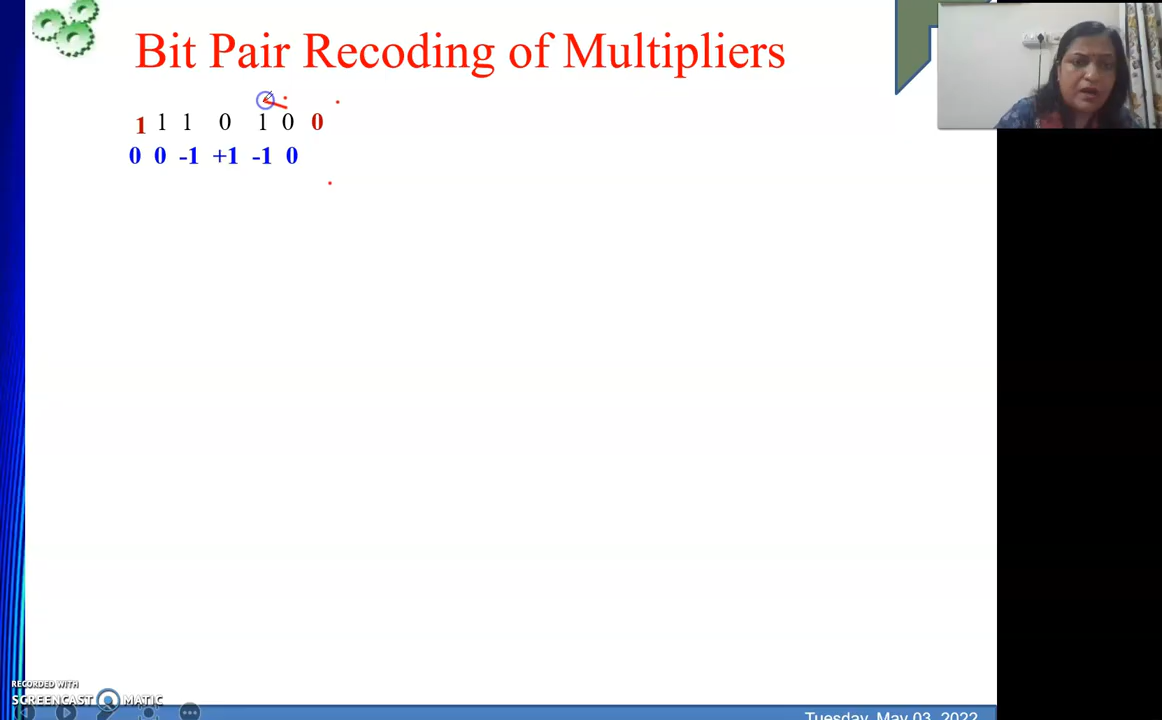 Bit Pair Recoding of Multipliers
1 1 1 0 1 0 0
0 0 -1 +1 -1 0
RECORDED WITH
SCREENCAST MATIC
Tuesday, May 03, 2022